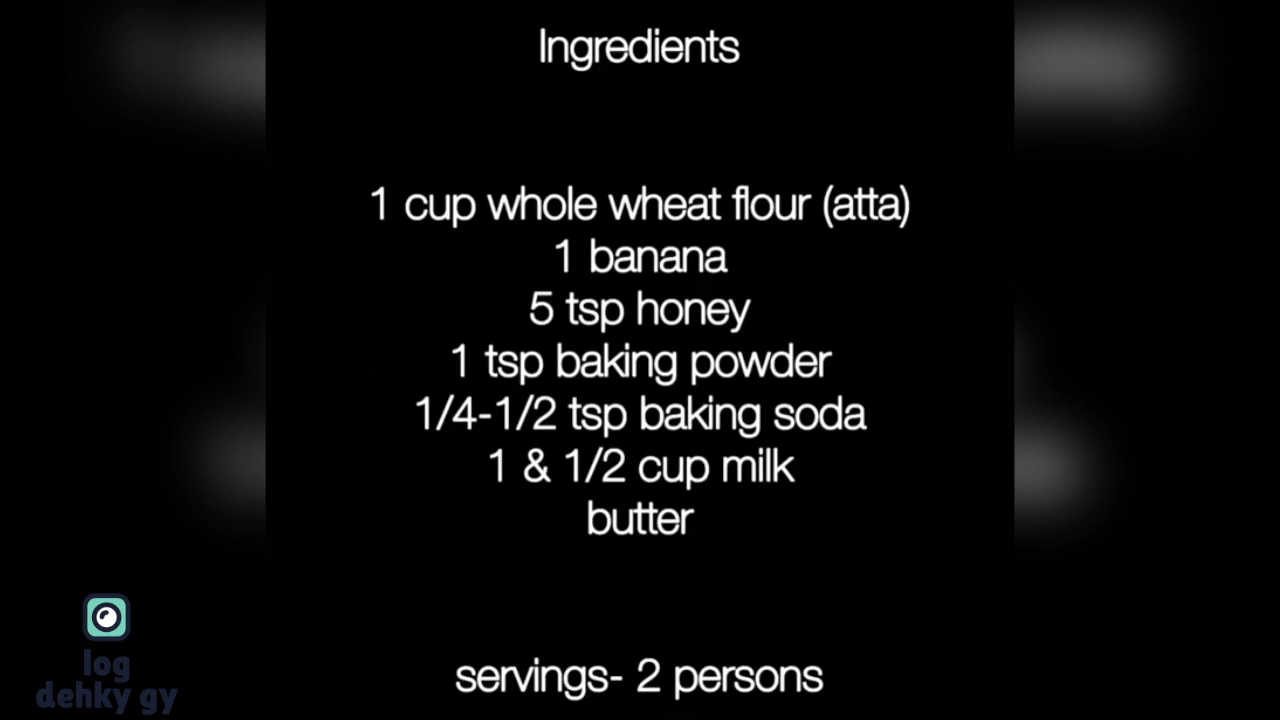 Ingredients
1 cup whole wheat flour (atta)
1 banana
5 tsp honey
1 tsp baking powder
1/4-1/2 tsp baking soda
1 & 1/2 cup milk
butter
servings- 2 persons
log
dehky gy